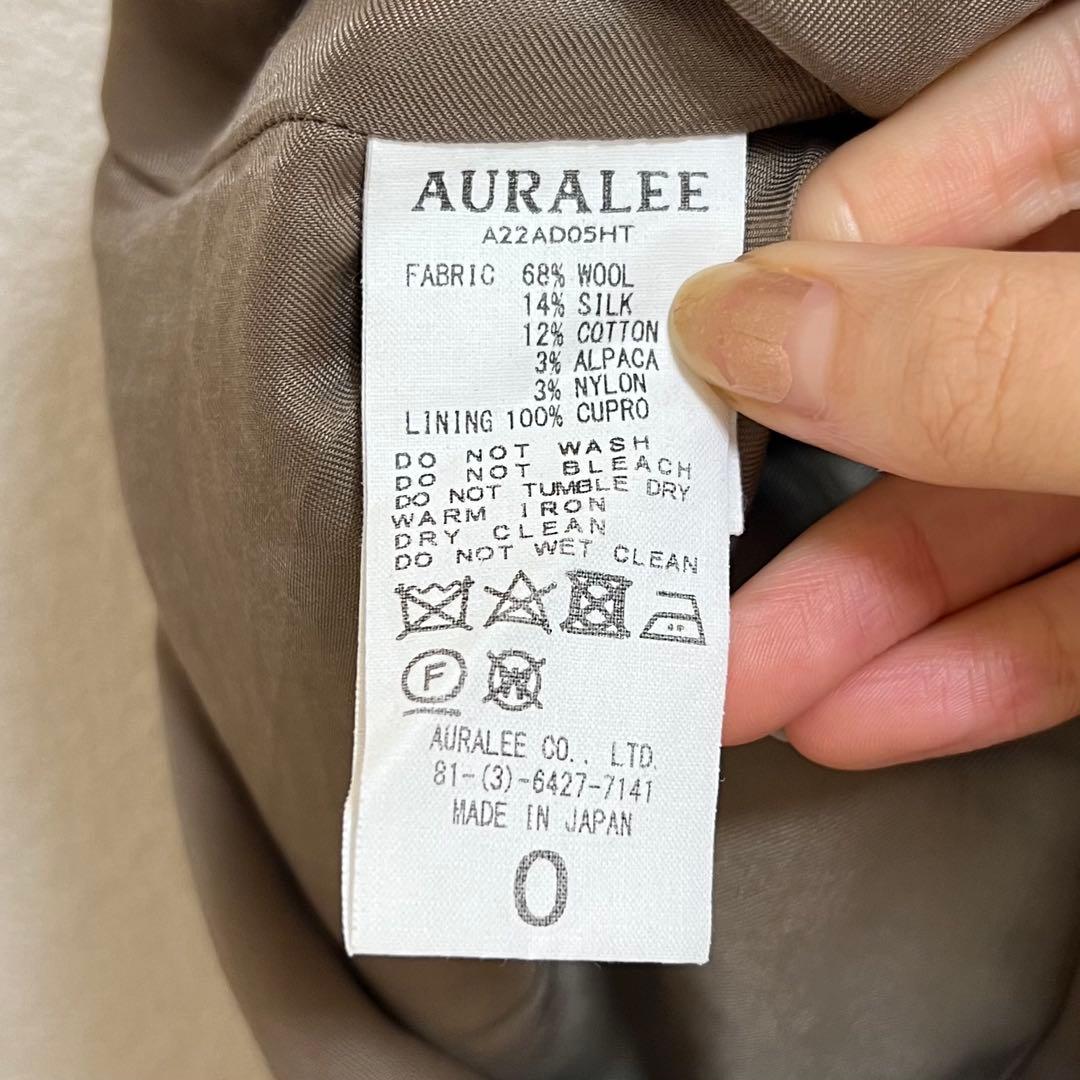 AURALEE
A22AD05HT
FABRIC 68% WOOL
14% SILK
12% COTTON
3% ALPACA
3% NYLON
LINING 100% CUPRO
DO NOT WASH
DO NOT BLEACH
DO NOT TUMBLE DRY
WARM IRON
DRY CLEAN
DO NOT WET CLEAN
F W
AURALEE CO., LTD.
81-(3)-6427-7141
MADE IN JAPAN
0